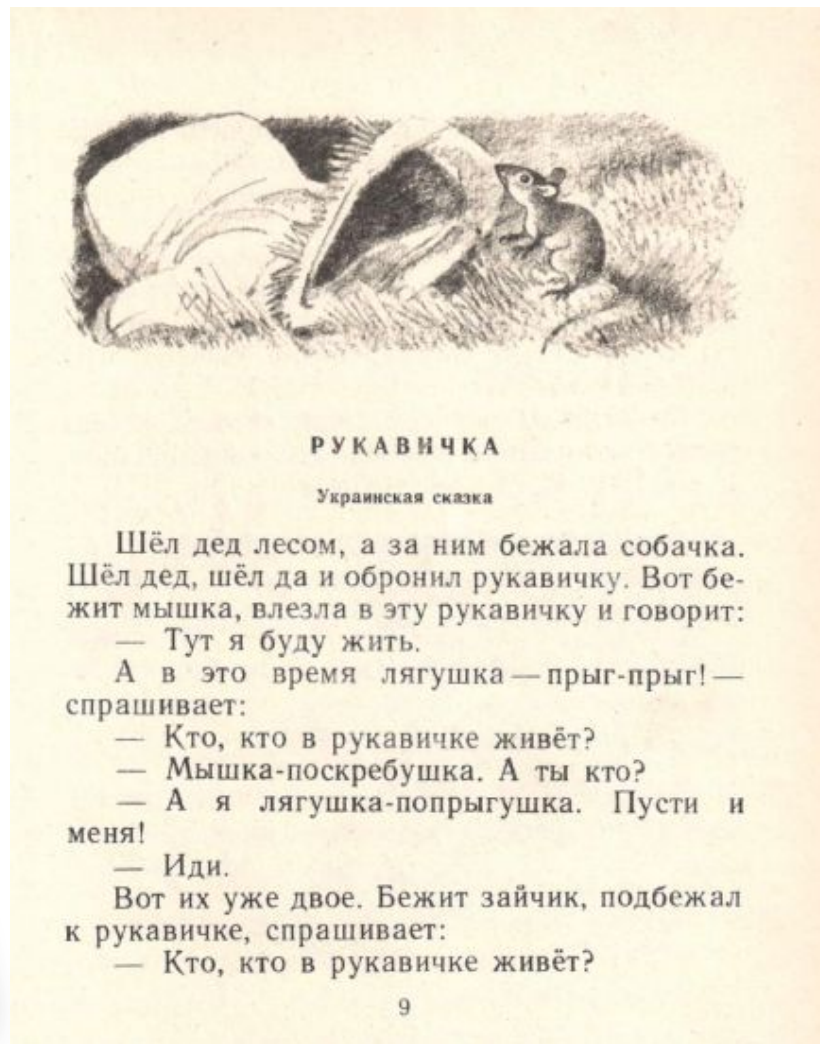 РУКАВИЧКА
Украинская сказка
Шёл дед лесом, а за ним бежала собачка.
Шёл дед, шёл да и обронил рукавичку. Вот бе-
жит мышка, влезла в эту рукавичку и говорит:
— Тут я буду жить.
А в это время лягушка — прыг-прыг! —
спрашивает:
— Кто, кто в рукавичке живёт?
— Мышка-поскребушка. А ты кто?
— А я лягушка-попрыгушка. Пусти и
меня!
— Иди.
Вот их уже двое. Бежит зайчик, подбежал
к рукавичке, спрашивает:
— Кто, кто в рукавичке живёт?
9